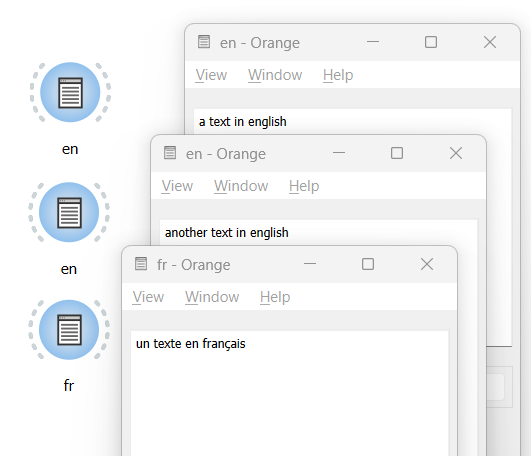 en
en
fr
en - Orange
View Window Help
a text in english
en - Orange
View Window Help
another text in english
fr - Orange
View Window Help
un texte en français